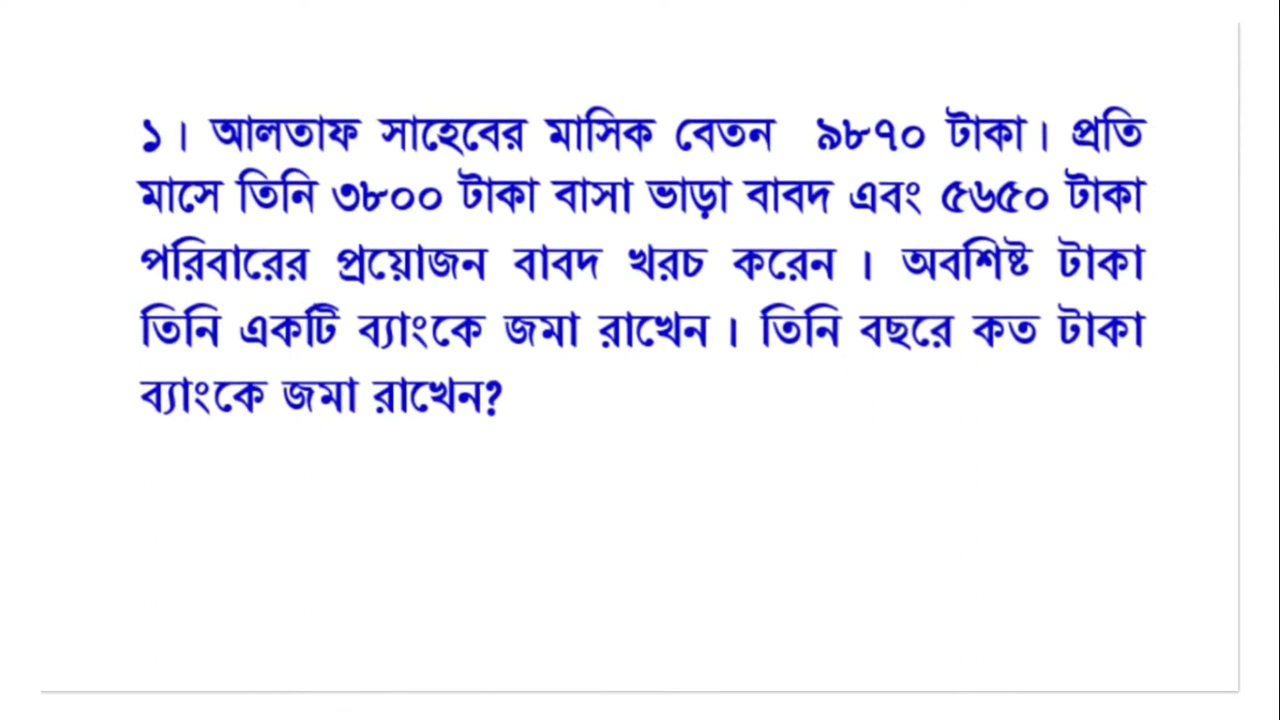 ১। আলতাফ সাহেবের মাসিক বেতন ৯৮৭০ টাকা। প্রতি
মাসে তিনি ৩৮০০ টাকা বাসা ভাড়া বাবদ এবং ৫৬৫০ টাকা
পরিবারের প্রয়োজন বাবদ খরচ করেন । অবশিষ্ট টাকা
তিনি একটি ব্যাংকে জমা রাখেন । তিনি বছরে কত টাকা
ব্যাংকে জমা রাখেন?